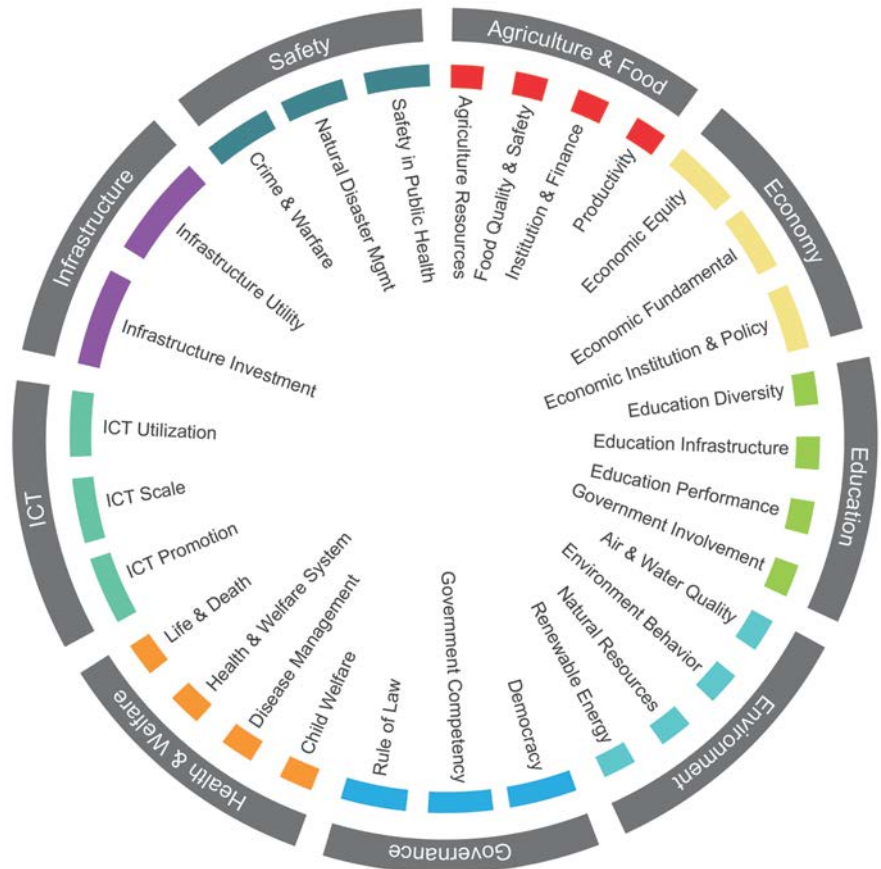 Agriculture & Food
Agriculture Resources
Food Quality & Safety
Institution & Finance
Productivity
Economy
Economic Equity
Economic Fundamental
Economic Institution & Policy
Education
Education Diversity
Education Infrastructure
Education Performance
Government Involvement
Environment
Air & Water Quality
Environment Behavior
Natural Resources
Renewable Energy
Governance
Democracy
Government Competency
Rule of Law
Health & Welfare
Child Welfare
Disease Management
Health & Welfare System
Life & Death
ICT
ICT Promotion
ICT Scale
ICT Utilization
Infrastructure
Infrastructure Investment
Infrastructure Utility
Safety
Crime & Warfare
Natural Disaster Mgmt
Safety in Public Health